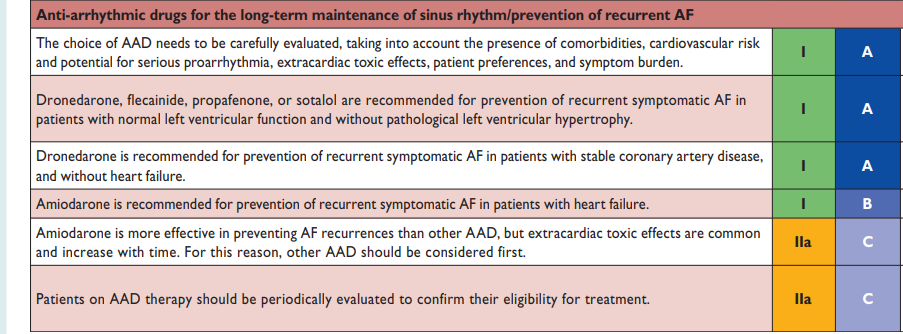 Anti-arrhythmic drugs for the long-term maintenance of sinus rhythm/prevention of recurrent AF
The choice of AAD needs to be carefully evaluated, taking into account the presence of comorbidities, cardiovascular risk
and potential for serious proarrhythmia, extracardiac toxic effects, patient preferences, and symptom burden.
I
A
Dronedarone, flecainide, propafenone, or sotalol are recommended for prevention of recurrent symptomatic AF in
patients with normal left ventricular function and without pathological left ventricular hypertrophy.
I
A
Dronedarone is recommended for prevention of recurrent symptomatic AF in patients with stable coronary artery disease,
and without heart failure.
I
A
Amiodarone is recommended for prevention of recurrent symptomatic AF in patients with heart failure.
I
B
Amiodarone is more effective in preventing AF recurrences than other AAD, but extracardiac toxic effects are common
and increase with time. For this reason, other AAD should be considered first.
IIa
C
Patients on AAD therapy should be periodically evaluated to confirm their eligibility for treatment.
IIa
C